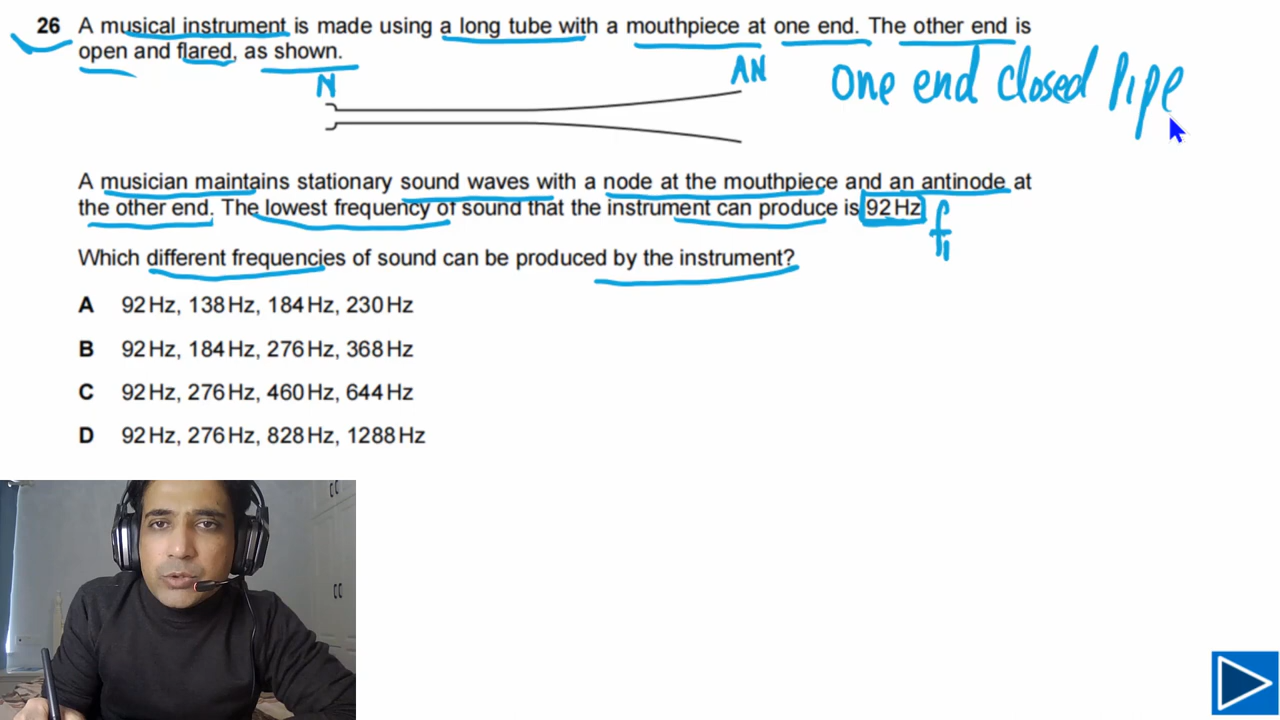 26 A musical instrument is made using a long tube with a mouthpiece at one end. The other end is
open and flared, as shown.
N
AN
One end closed pipe
A musician maintains stationary sound waves with a node at the mouthpiece and an antinode at
the other end. The lowest frequency of sound that the instrument can produce is 92 Hz.
f1
Which different frequencies of sound can be produced by the instrument?
A 92 Hz, 138 Hz, 184 Hz, 230 Hz
B 92 Hz, 184 Hz, 276 Hz, 368 Hz
C 92 Hz, 276 Hz, 460 Hz, 644 Hz
D 92 Hz, 276 Hz, 828 Hz, 1288 Hz